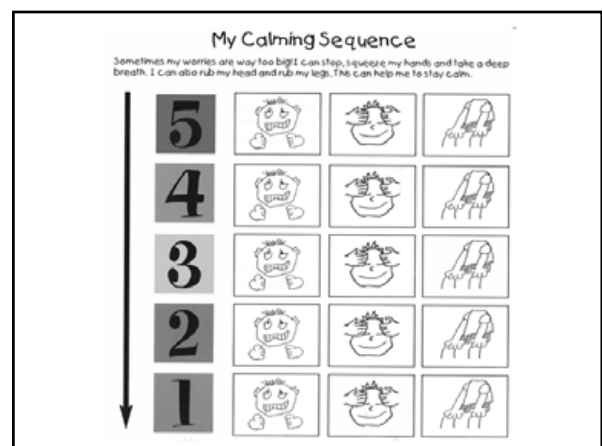 My Calming Sequence
Sometimes my worries are way too big! I can stop, squeeze my hands and take a deep
breath. I can also rub my head and rub my legs. This can help me to stay calm.
5
4
3
2
1